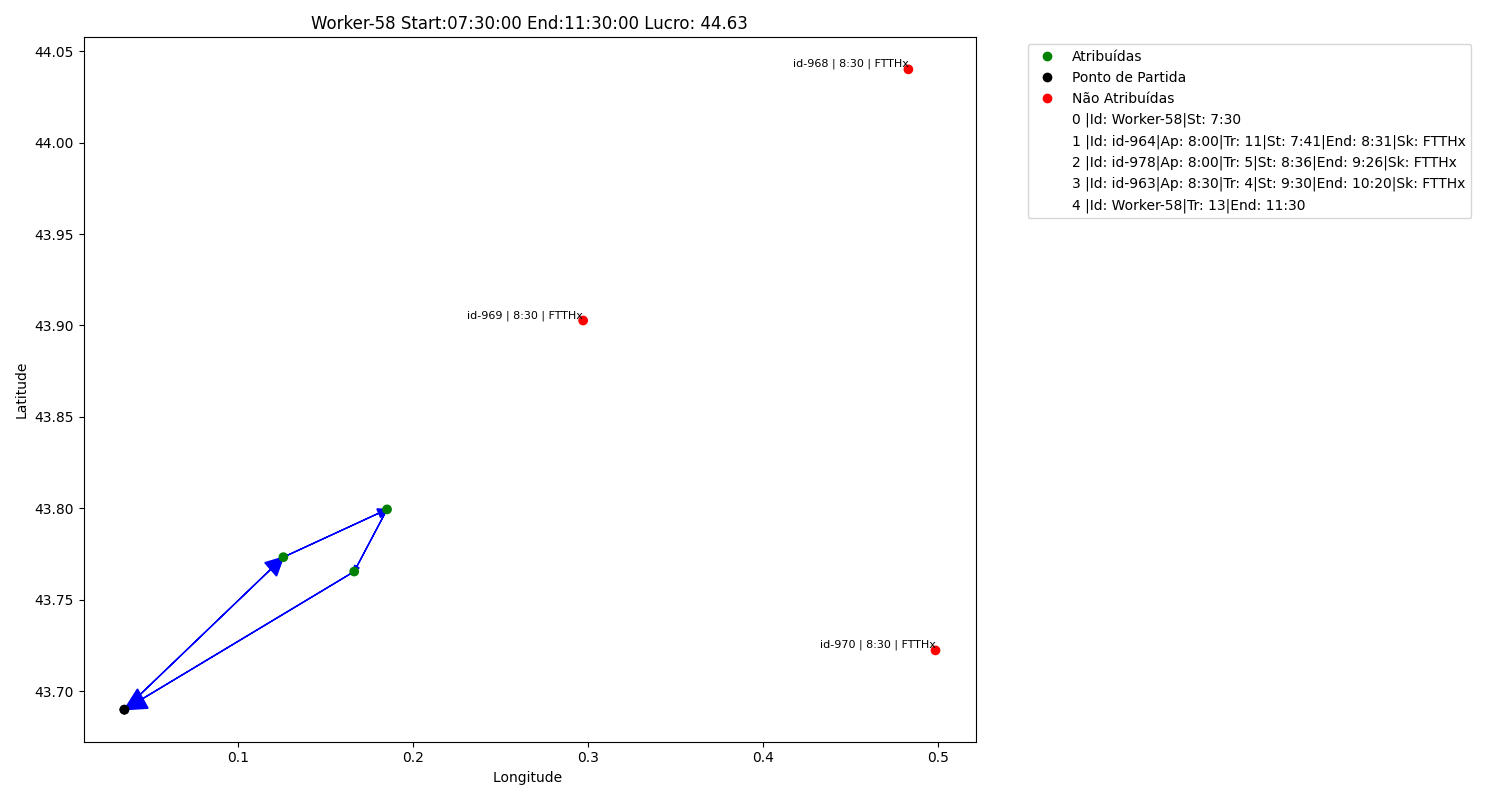 Worker-58 Start:07:30:00 End:11:30:00 Lucro: 44.63
44.05
44.00
43.95
43.90
43.85
43.80
43.75
43.70
Latitude
0.1
0.2
0.3
0.4
0.5
Longitude
id-968 | 8:30 | FTTHx
id-969 | 8:30 | FTTHx
id-970 | 8:30 | FTTHx
Atribuídas
Ponto de Partida
Não Atribuídas
0 |Id: Worker-58|St: 7:30
1 |Id: id-964|Ap: 8:00|Tr: 11|St: 7:41|End: 8:31|Sk: FTTHx
2 |Id: id-978|Ap: 8:00|Tr: 5|St: 8:36|End: 9:26|Sk: FTTHx
3 |Id: id-963|Ap: 8:30|Tr: 4|St: 9:30|End: 10:20|Sk: FTTHx
4 |Id: Worker-58|Tr: 13|End: 11:30